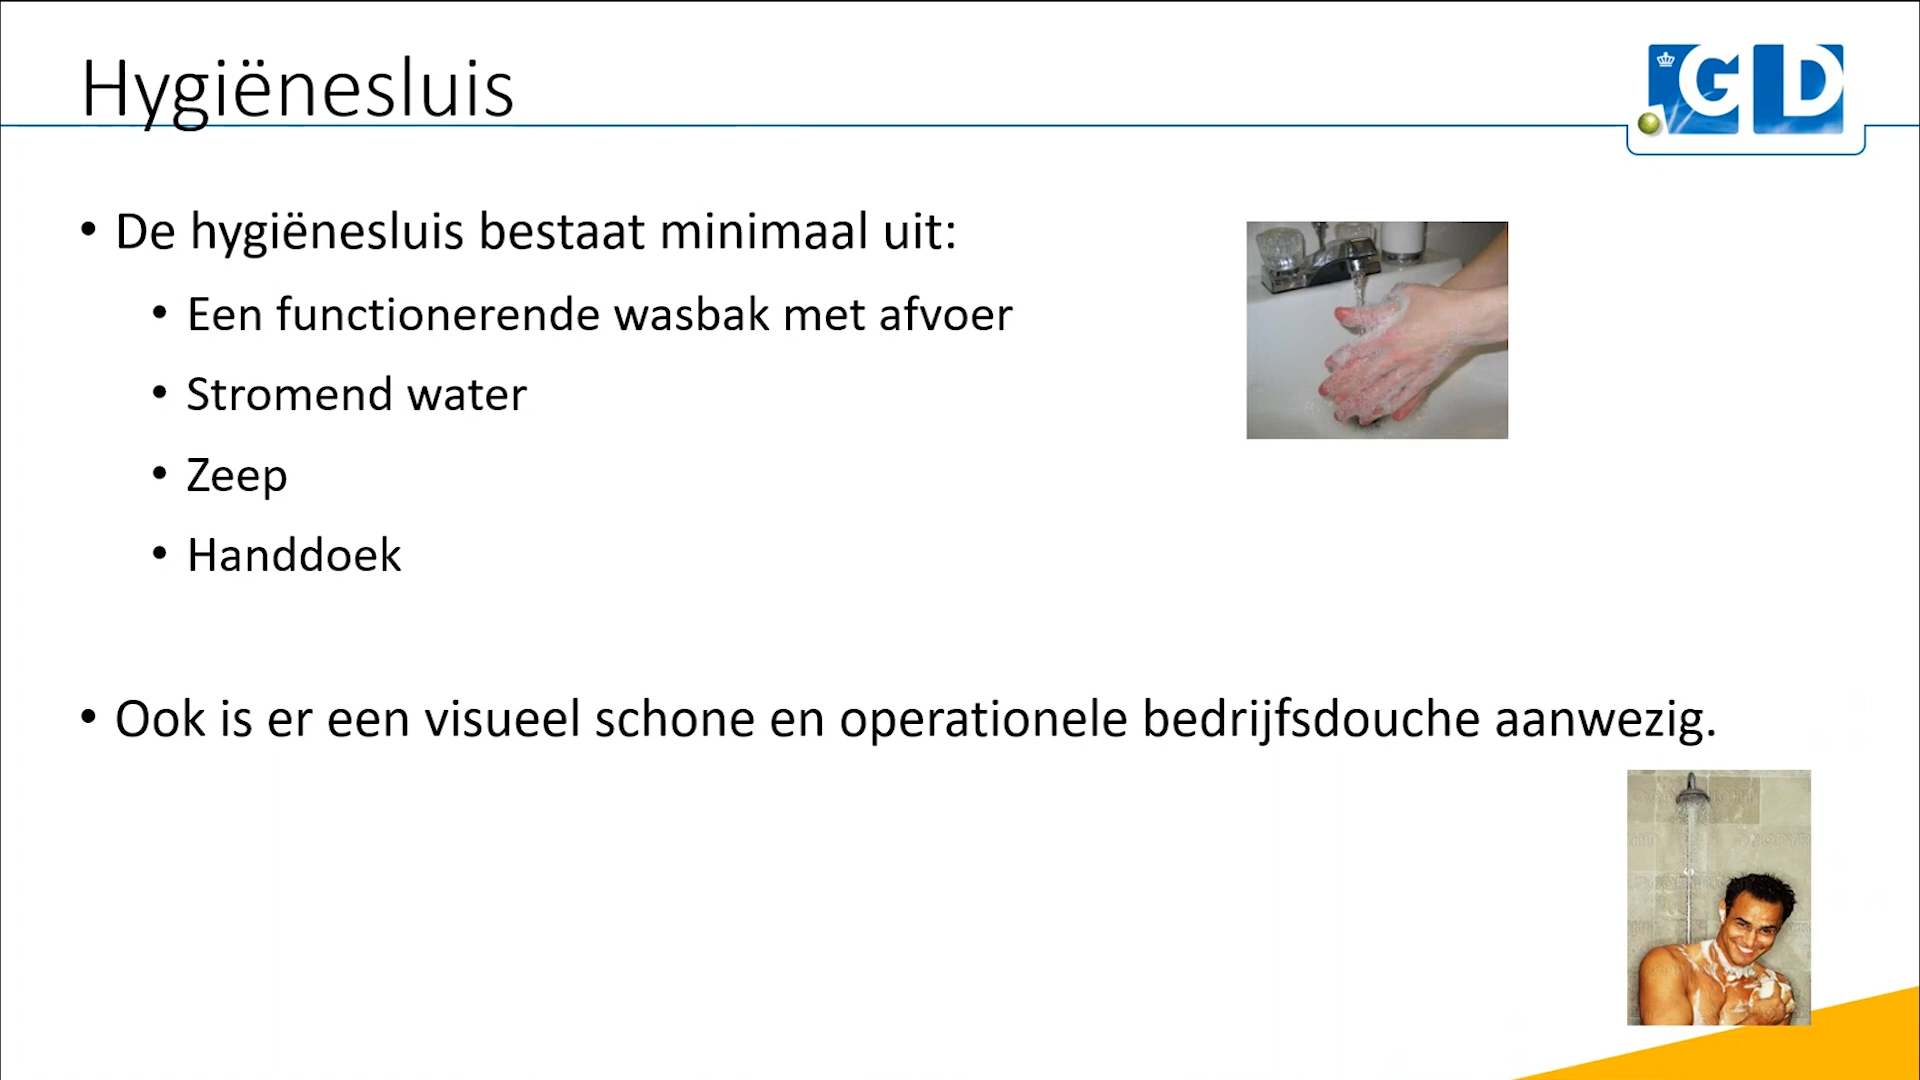 Hygiënesluis
GD
• De hygiënesluis bestaat minimaal uit:
• Een functionerende wasbak met afvoer
• Stromend water
• Zeep
• Handdoek
• Ook is er een visueel schone en operationele bedrijfsdouche aanwezig.